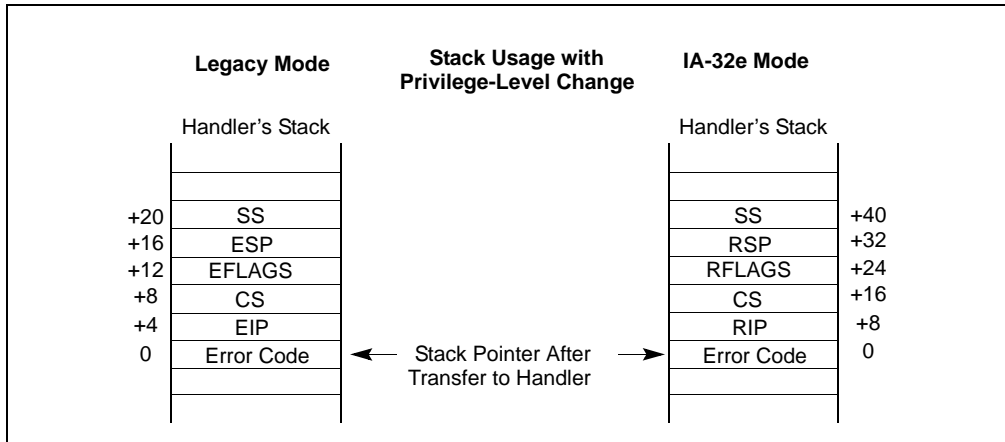 Legacy Mode
Stack Usage with
Privilege-Level Change
IA-32e Mode
Handler’s Stack
Handler’s Stack
+20 SS SS +40
+16 ESP RSP +32
+12 EFLAGS RFLAGS +24
+8 CS CS +16
+4 EIP RIP +8
0 Error Code Stack Pointer After Error Code 0
Transfer to Handler